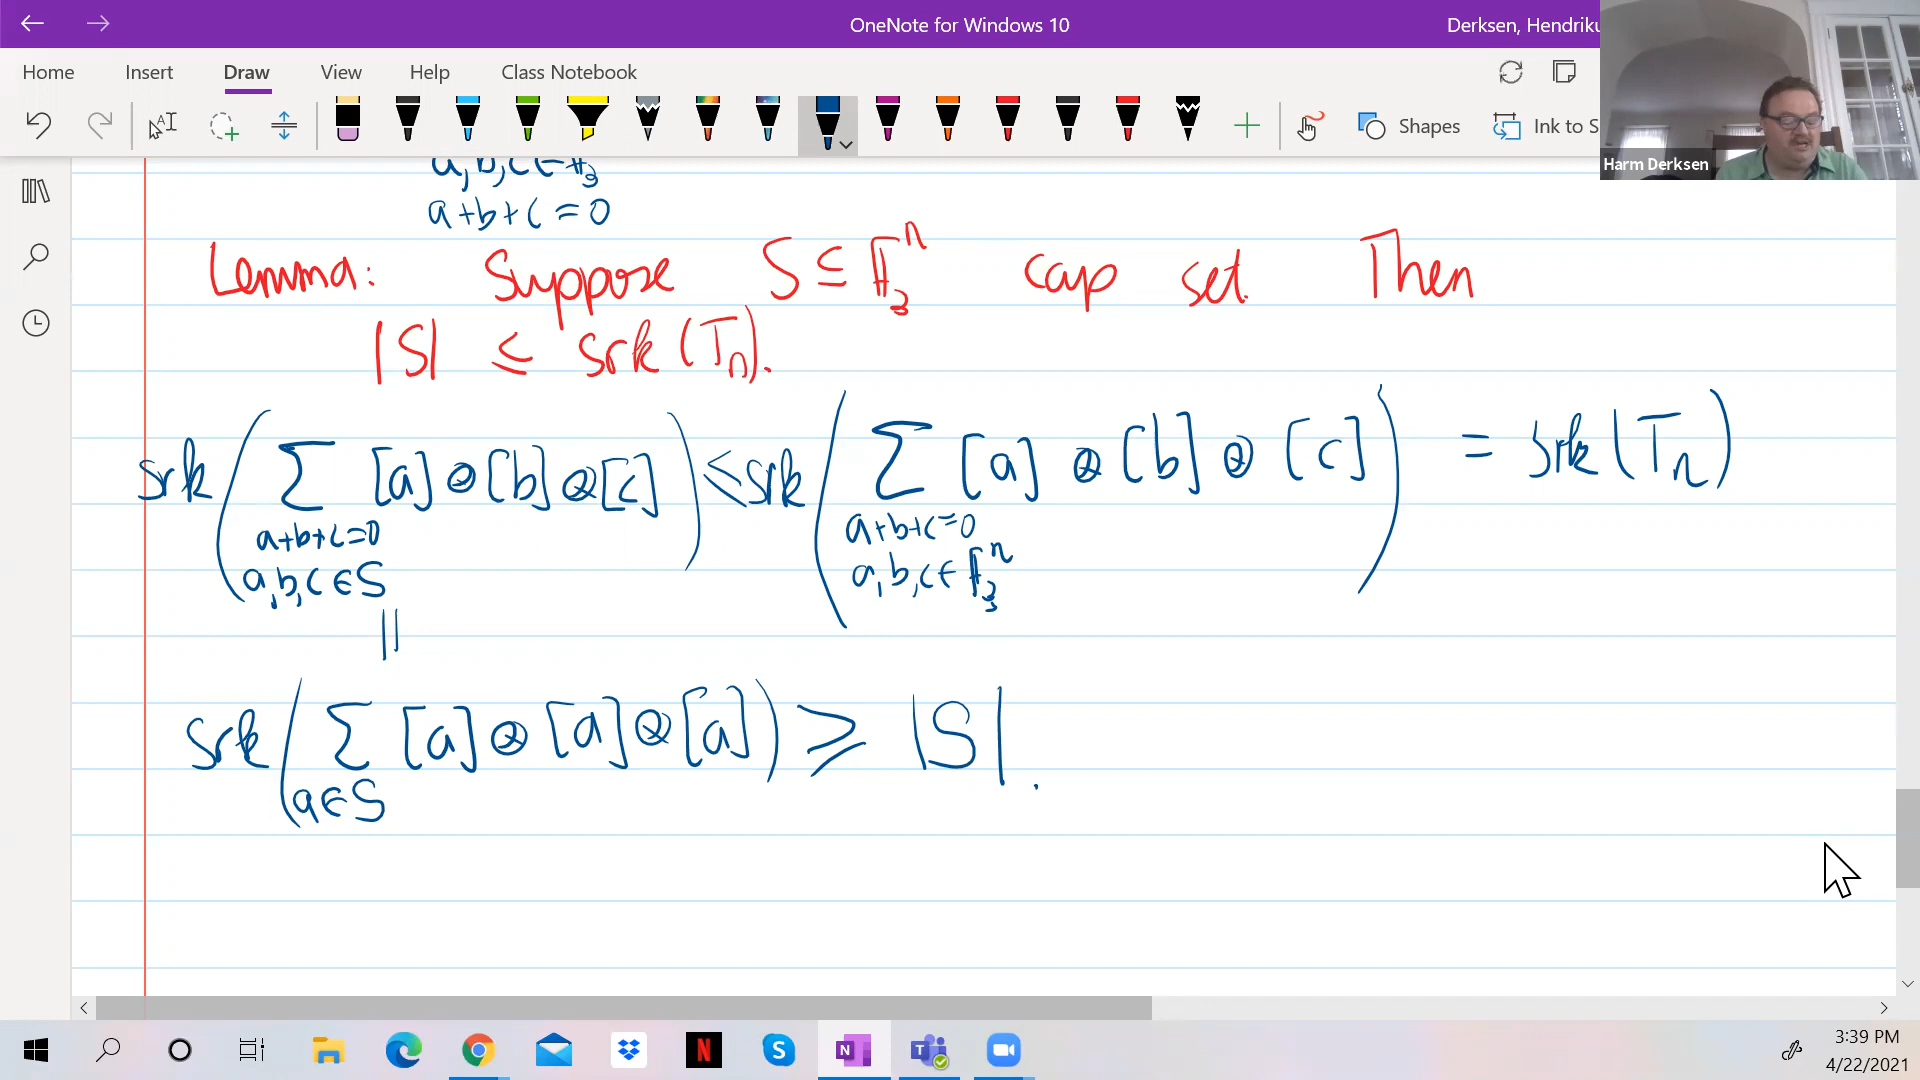 OneNote for Windows 10
Derksen, Hendriku
Home Insert Draw View Help Class Notebook
Shapes
Ink to S
Harm Derksen
a, b, c ∈ 𝔽₃
a+b+c = 0
Lemma: Suppose S ⊆ 𝔽₃ⁿ cap set. Then
|S| ≤ srk(Tₙ).
srk( ∑ [a]⊗[b]⊗[c] ) ≤ srk( ∑ [a] ⊗ [b] ⊗ [c] ) = srk(Tₙ)
a+b+c=0 a+b+c=0
a,b,c ∈ S a,b,c ∈ 𝔽₃ⁿ
||
srk( ∑ [a]⊗[a]⊗[a] ) ≥ |S|.
a∈S
3:39 PM
4/22/2021